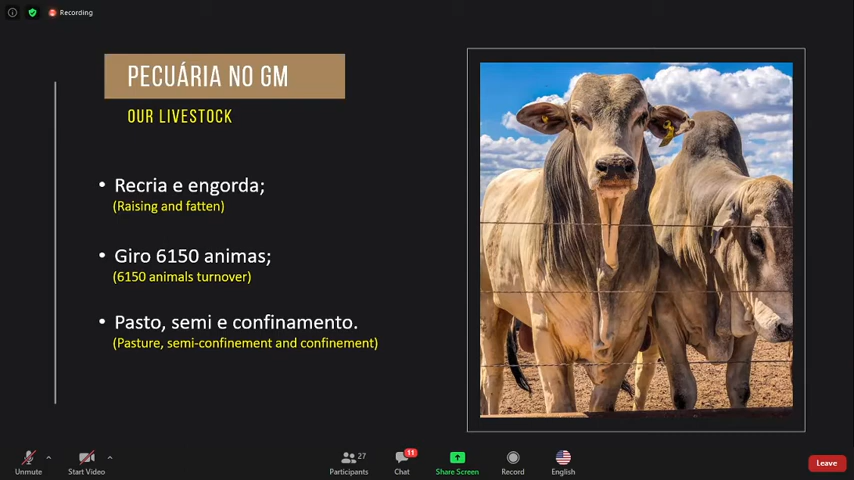 Recording
PECUÁRIA NO GM
OUR LIVESTOCK
• Recria e engorda;
(Raising and fatten)
• Giro 6150 animas;
(6150 animals turnover)
• Pasto, semi e confinamento.
(Pasture, semi-confinement and confinement)
Unmute
Start Video
27
Participants
11
Chat
Share Screen
Record
English
Leave